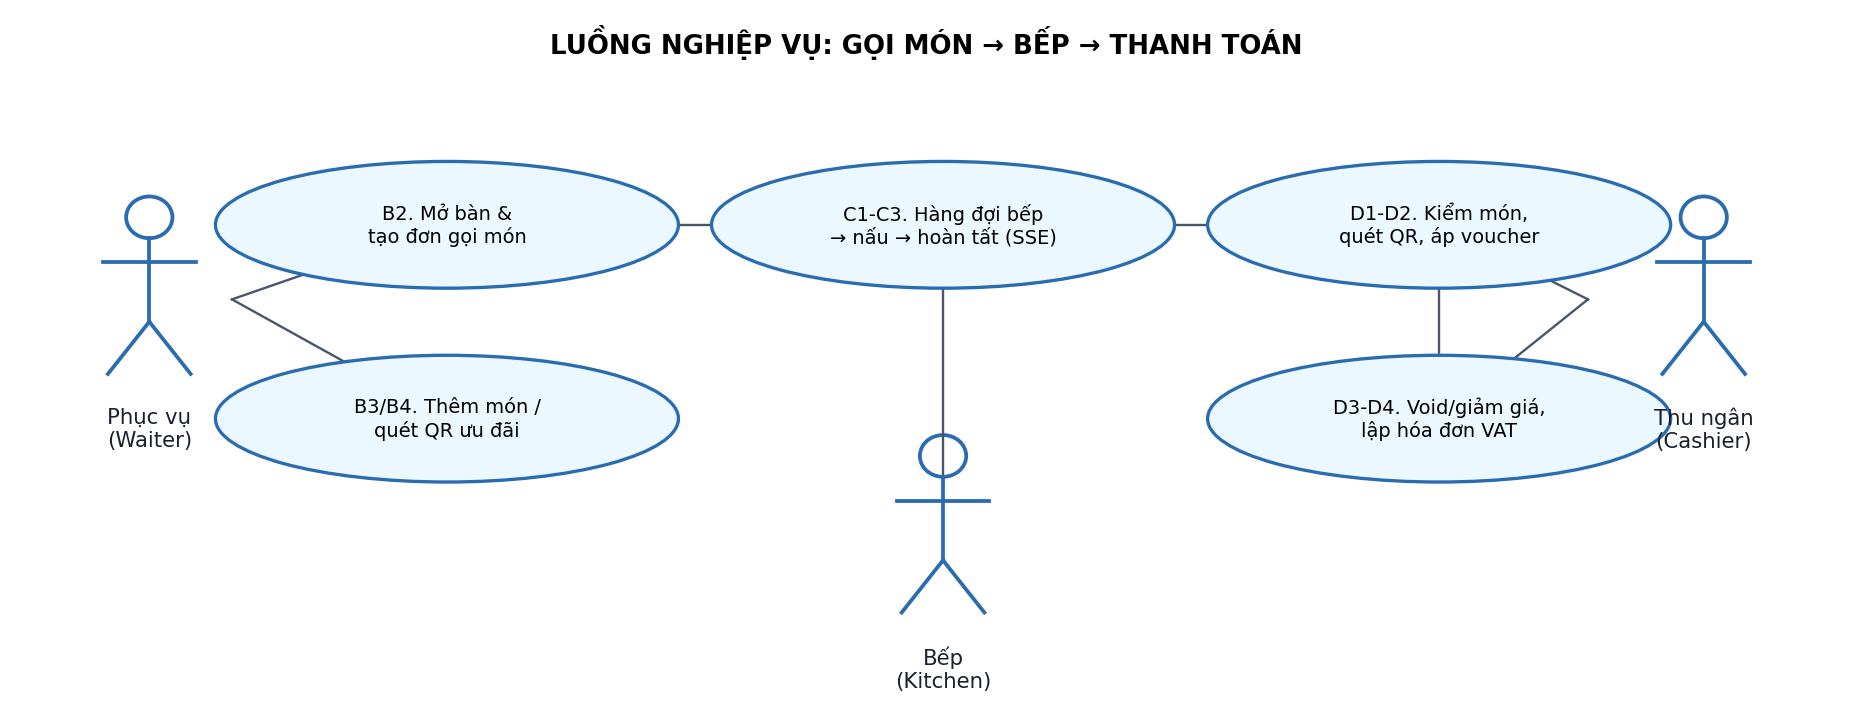 LUỒNG NGHIỆP VỤ: GỌI MÓN → BẾP → THANH TOÁN
B2. Mở bàn &
tạo đơn gọi món
C1-C3. Hàng đợi bếp
→ nấu → hoàn tất (SSE)
D1-D2. Kiểm món,
quét QR, áp voucher
Phục vụ
(Waiter)
B3/B4. Thêm món /
quét QR ưu đãi
D3-D4. Void/giảm giá,
lập hóa đơn VAT
Thu ngân
(Cashier)
Bếp
(Kitchen)